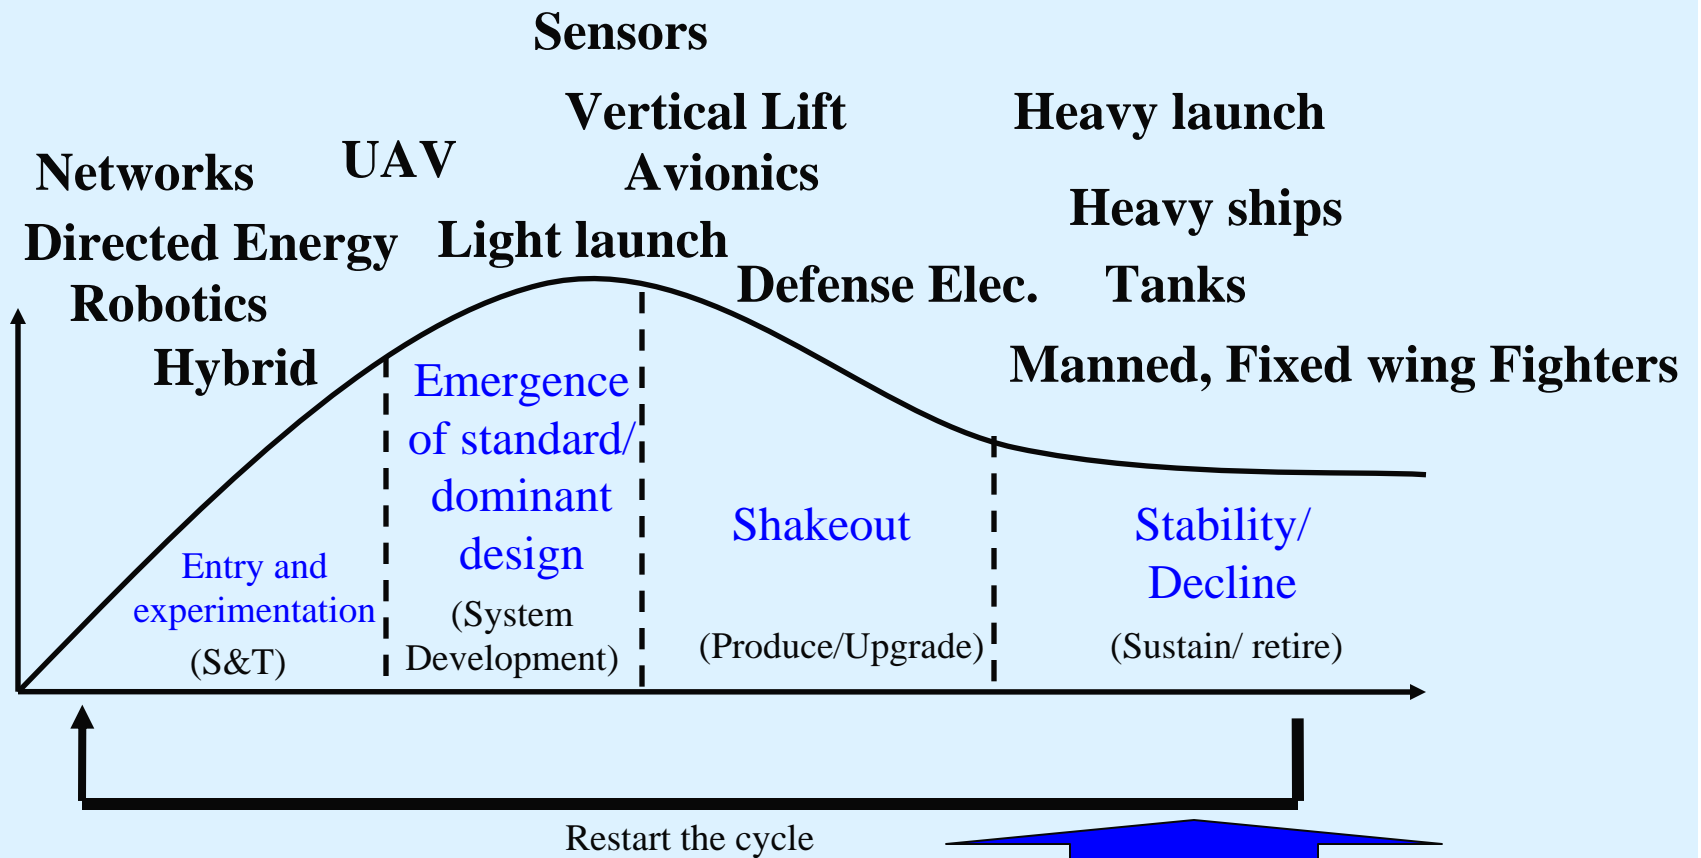 Sensors
Vertical Lift
Heavy launch
UAV
Networks
Avionics
Heavy ships
Directed Energy
Light launch
Defense Elec.
Tanks
Robotics
Hybrid
Manned, Fixed wing Fighters
Emergence
of standard/
dominant
design
(System
Development)
Entry and
experimentation
(S&T)
Shakeout
(Produce/Upgrade)
Stability/
Decline
(Sustain/ retire)
Restart the cycle